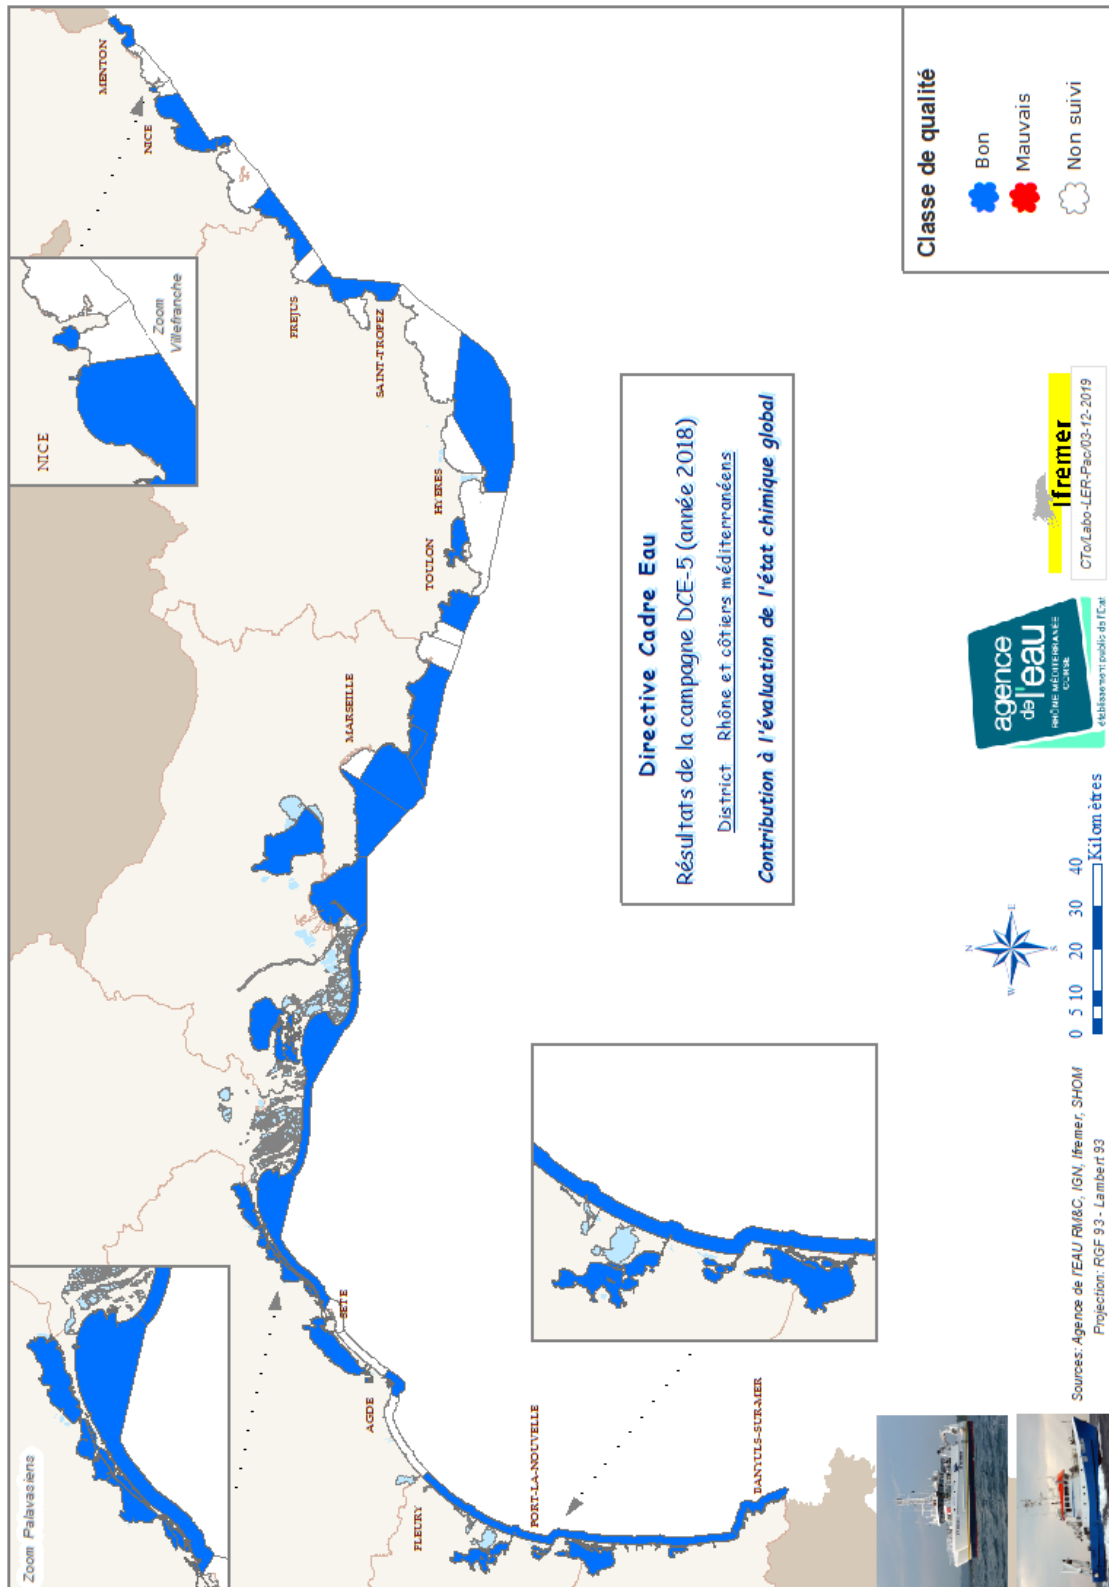 Zoom Palavasiens
NICE
Zoom
Villefranche
MENTON
NICE
FREJUS
SAINT-TROPEZ
HYERES
TOULON
MARSEILLE
SETE
AGDE
FLEURY
PORT-LA-NOUVELLE
BANYULS-SUR-MER
Directive Cadre Eau
Résultats de la campagne DCE-5 (année 2018)
District Rhône et côtiers méditerranéens
Contribution à l'évaluation de l'état chimique global
Classe de qualité
Bon
Mauvais
Non suivi
Sources: Agence de l'EAU RM&C, IGN, Ifremer, SHOM
Projection: RGF 93 - Lambert 93
N
W
E
S
0 5 10 20 30 40
Kilomètres
agence
de l'eau
RHÔNE MÉDITERRANÉE
CORSE
établissement public de l'État
Ifremer
CTo/Labo-LER-Pac/03-12-2019